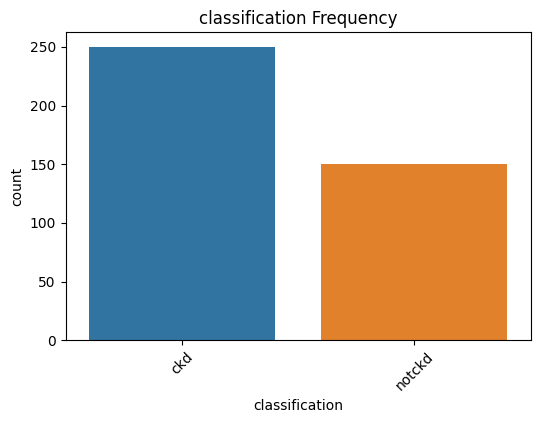 classification Frequency
250
200
150
100
50
0
count
ckd
notckd
classification